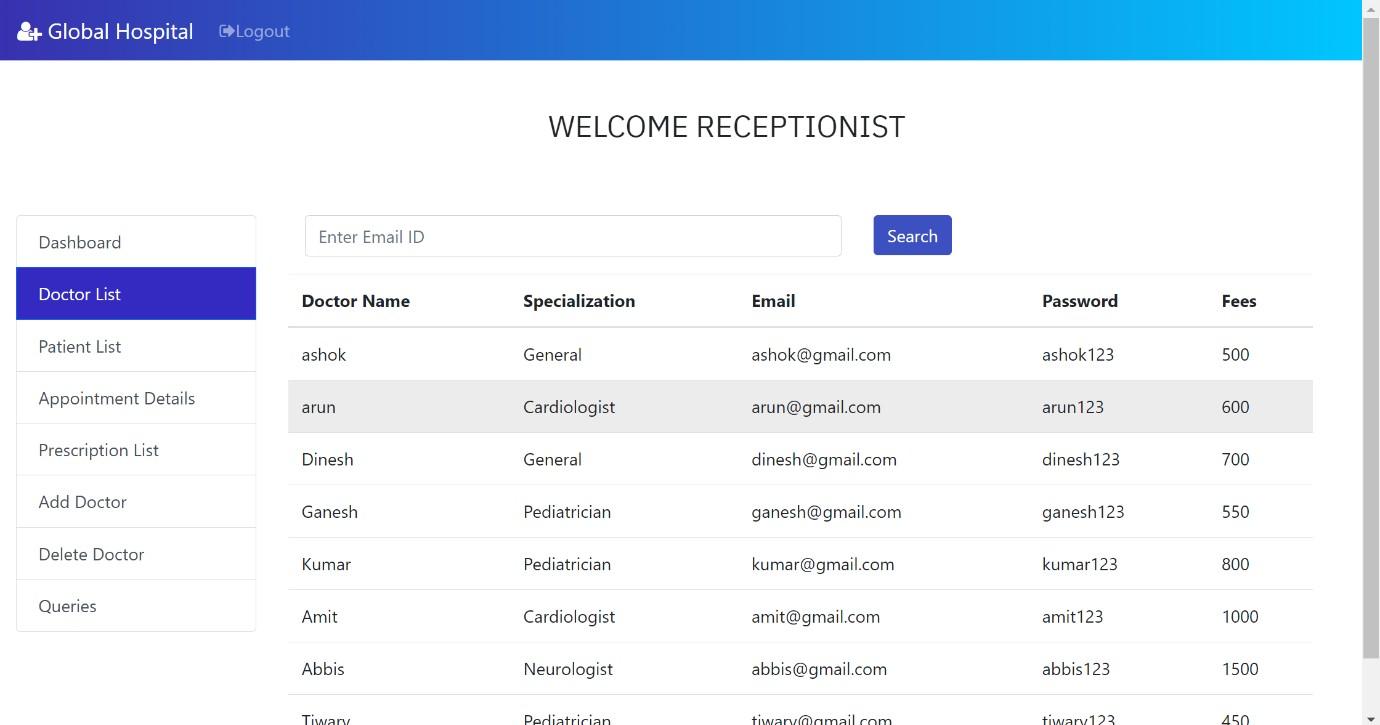 Global Hospital Logout
WELCOME RECEPTIONIST
Dashboard
Doctor List
Patient List
Appointment Details
Prescription List
Add Doctor
Delete Doctor
Queries
Enter Email ID Search
Doctor Name Specialization Email Password Fees
ashok General ashok@gmail.com ashok123 500
arun Cardiologist arun@gmail.com arun123 600
Dinesh General dinesh@gmail.com dinesh123 700
Ganesh Pediatrician ganesh@gmail.com ganesh123 550
Kumar Pediatrician kumar@gmail.com kumar123 800
Amit Cardiologist amit@gmail.com amit123 1000
Abbis Neurologist abbis@gmail.com abbis123 1500
Tiwary Pediatrician tiwary@gmail.com tiwary123 450